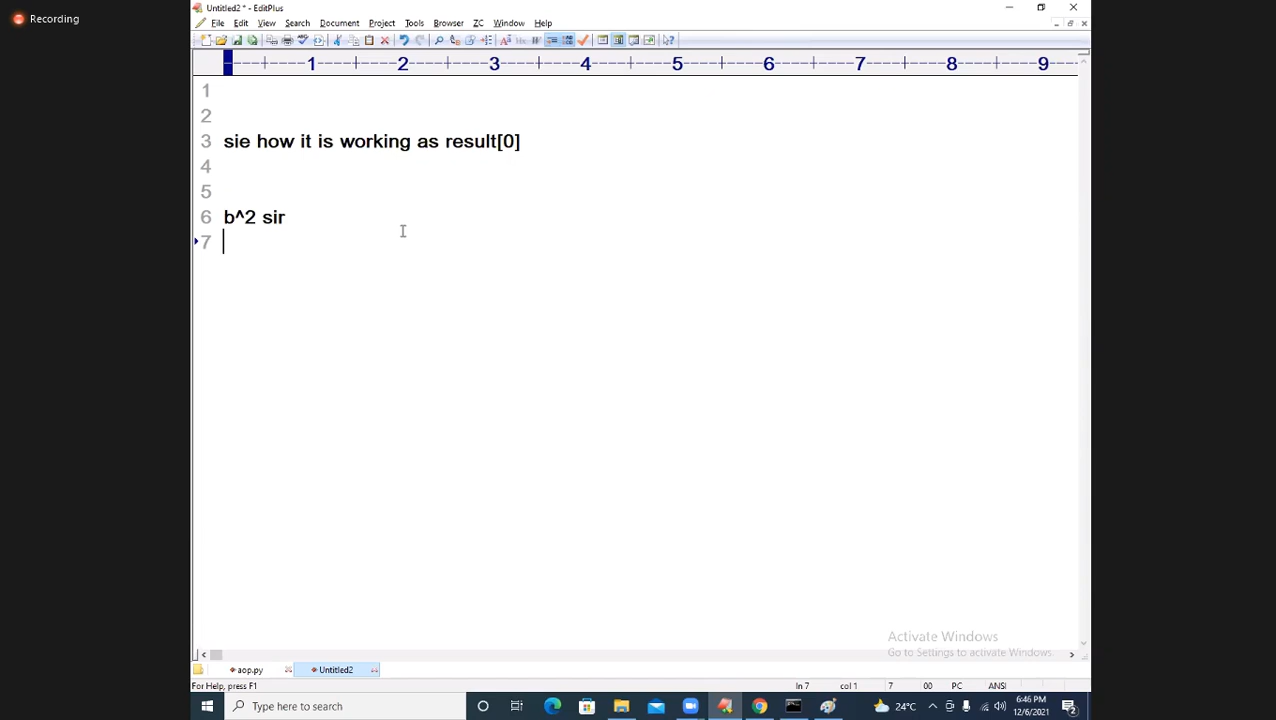 Recording
Untitled2 * - EditPlus
File Edit View Search Document Project Tools Browser ZC Window Help
1 2 3 4 5 6 7 8 9
1
2
3 sie how it is working as result[0]
4
5
6 b^2 sir
7
Activate Windows
Go to Settings to activate Windows.
aop.py Untitled2
For Help, press F1 ln 7 col 1 7 00 PC ANSI
Type here to search 24°C 6:46 PM
12/6/2021 2